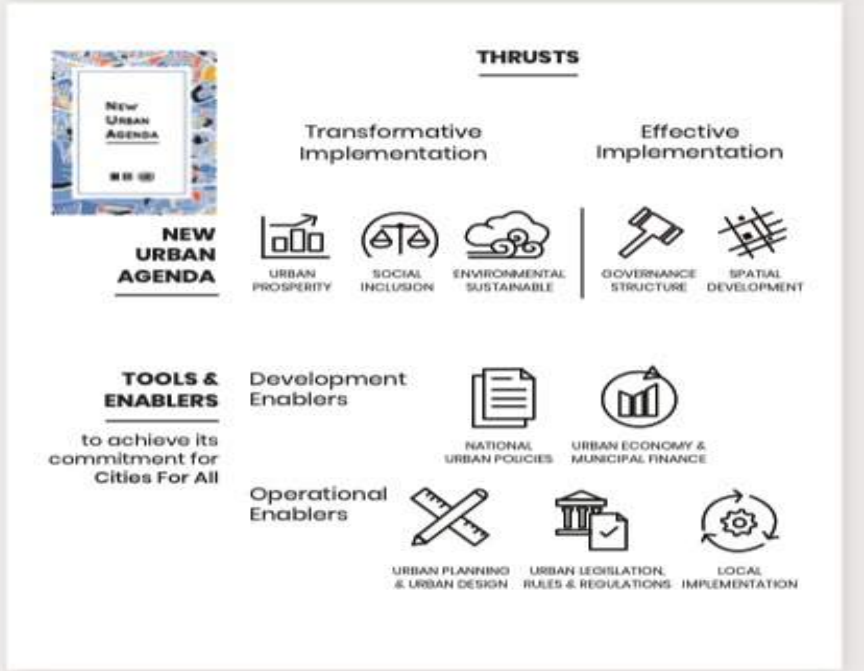 THRUSTS
NEW
URBAN
AGENDA
Transformative
Implementation
Effective
Implementation
NEW
URBAN
AGENDA
URBAN
PROSPERITY
SOCIAL
INCLUSION
ENVIRONMENTAL
SUSTAINABLE
GOVERNANCE
STRUCTURE
SPATIAL
DEVELOPMENT
TOOLS &
ENABLERS
to achieve its
commitment for
Cities For All
Development
Enablers
NATIONAL
URBAN POLICIES
URBAN ECONOMY &
MUNICIPAL FINANCE
Operational
Enablers
URBAN PLANNING
& URBAN DESIGN
URBAN LEGISLATION,
RULES & REGULATIONS
LOCAL
IMPLEMENTATION